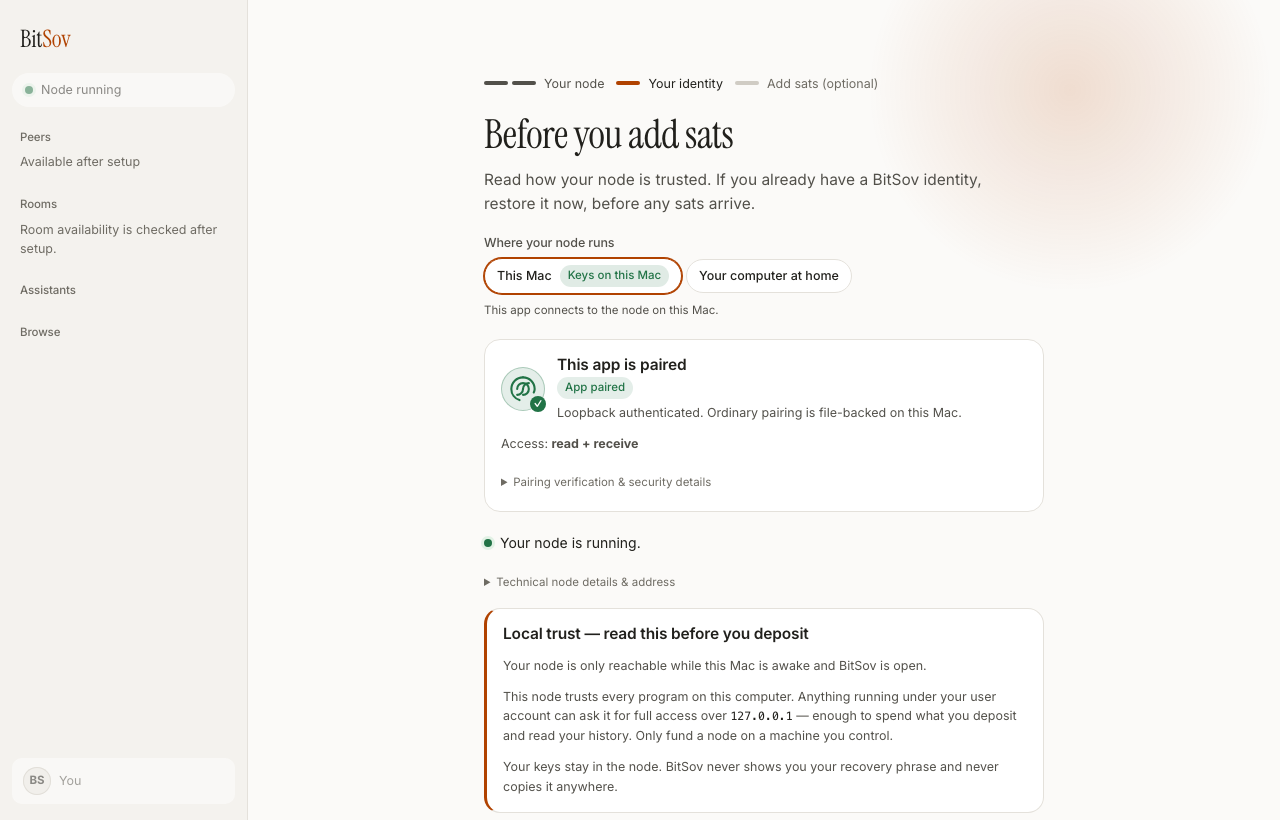 BitSov
Node running
Peers
Available after setup
Rooms
Room availability is checked after
setup.
Assistants
Browse
BS You
Your node Your identity Add sats (optional)
Before you add sats
Read how your node is trusted. If you already have a BitSov identity,
restore it now, before any sats arrive.
Where your node runs
This Mac Keys on this Mac Your computer at home
This app connects to the node on this Mac.
This app is paired
App paired
Loopback authenticated. Ordinary pairing is file-backed on this Mac.
Access: read + receive
Pairing verification & security details
Your node is running.
Technical node details & address
Local trust — read this before you deposit
Your node is only reachable while this Mac is awake and BitSov is open.
This node trusts every program on this computer. Anything running under your user
account can ask it for full access over 127.0.0.1 — enough to spend what you deposit
and read your history. Only fund a node on a machine you control.
Your keys stay in the node. BitSov never shows you your recovery phrase and never
copies it anywhere.